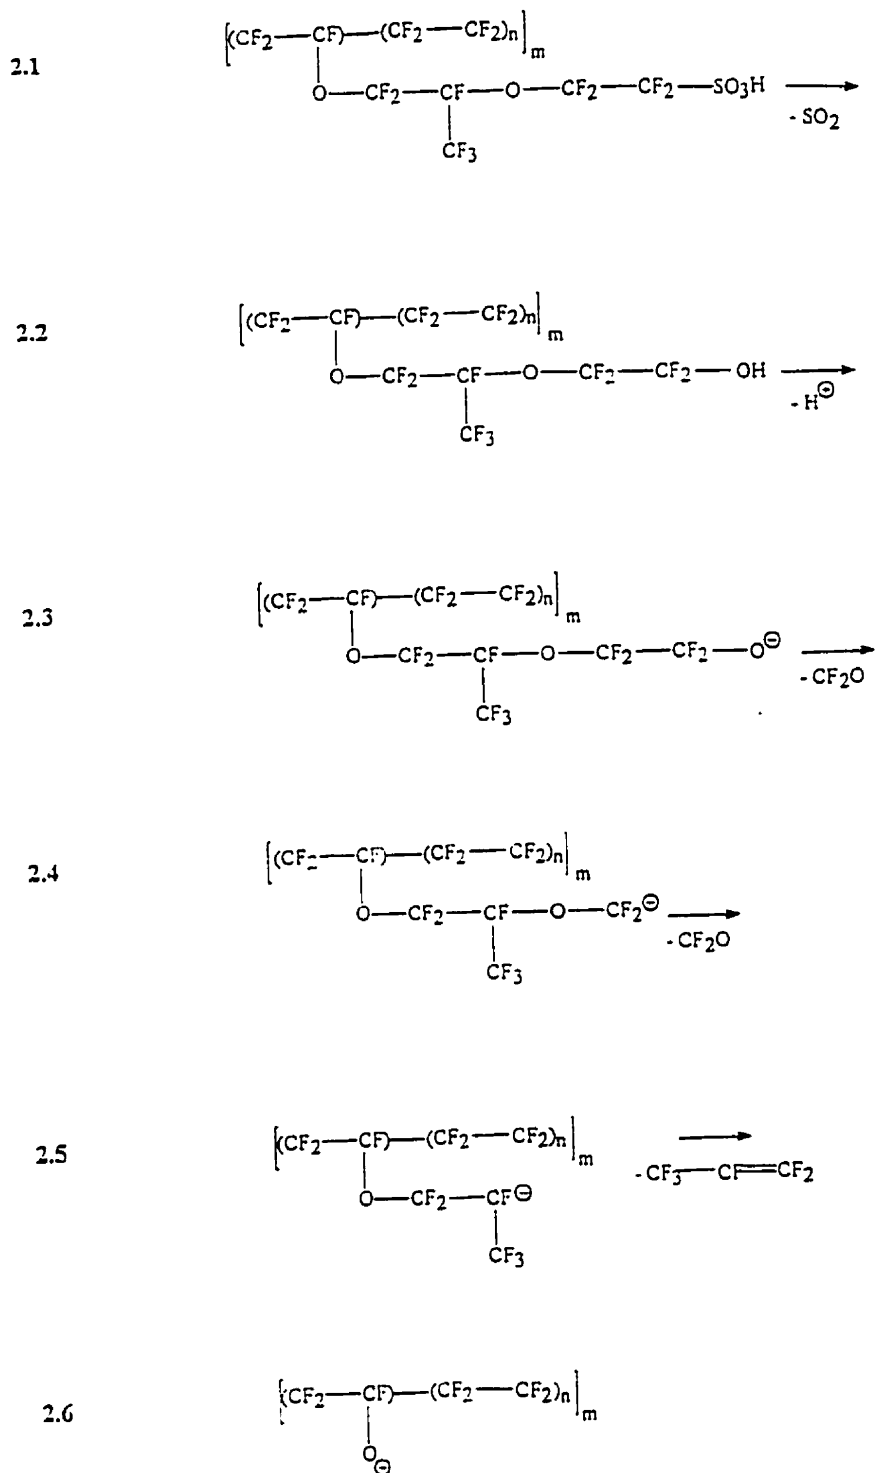 [(CF2—CF)—(CF2—CF2)n]m
2.1
O—CF2—CF—O—CF2—CF2—SO3H
- SO2
CF3
[(CF2—CF)—(CF2—CF2)n]m
2.2
O—CF2—CF—O—CF2—CF2—OH
- H⊕
CF3
[(CF2—CF)—(CF2—CF2)n]m
2.3
O—CF2—CF—O—CF2—CF2—O⊖
- CF2O
CF3
[(CF2—CF)—(CF2—CF2)n]m
2.4
O—CF2—CF—O—CF2⊖
- CF2O
CF3
[(CF2—CF)—(CF2—CF2)n]m
2.5
- CF3—CF=CF2
O—CF2—CF⊖
CF3
[(CF2—CF)—(CF2—CF2)n]m
2.6
O⊖